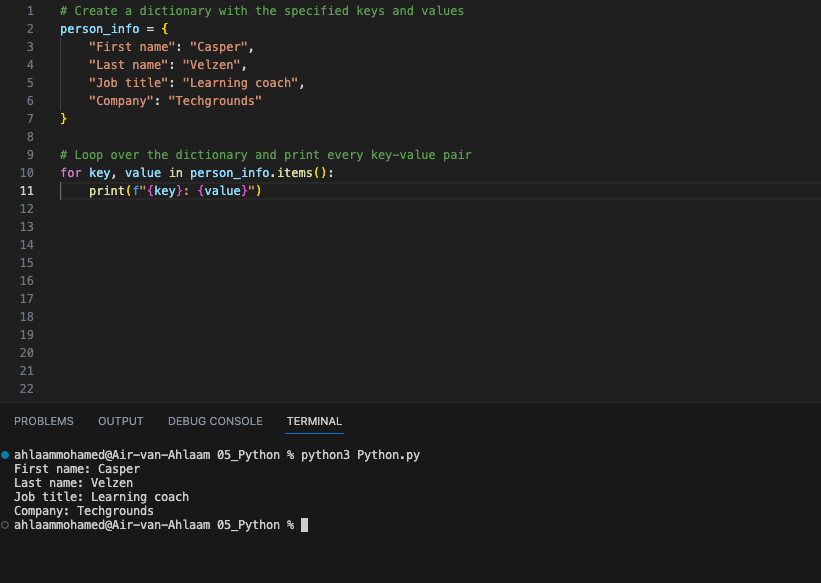 1 # Create a dictionary with the specified keys and values
2 person_info = {
3     "First name": "Casper",
4     "Last name": "Velzen",
5     "Job title": "Learning coach",
6     "Company": "Techgrounds"
7 }
8
9 # Loop over the dictionary and print every key-value pair
10 for key, value in person_info.items():
11     print(f"{key}: {value}")
12
13
14
15
16
17
18
19
20
21
22
PROBLEMS OUTPUT DEBUG CONSOLE TERMINAL
ahlaammohamed@Air-van-Ahlaam 05_Python % python3 Python.py
First name: Casper
Last name: Velzen
Job title: Learning coach
Company: Techgrounds
ahlaammohamed@Air-van-Ahlaam 05_Python %